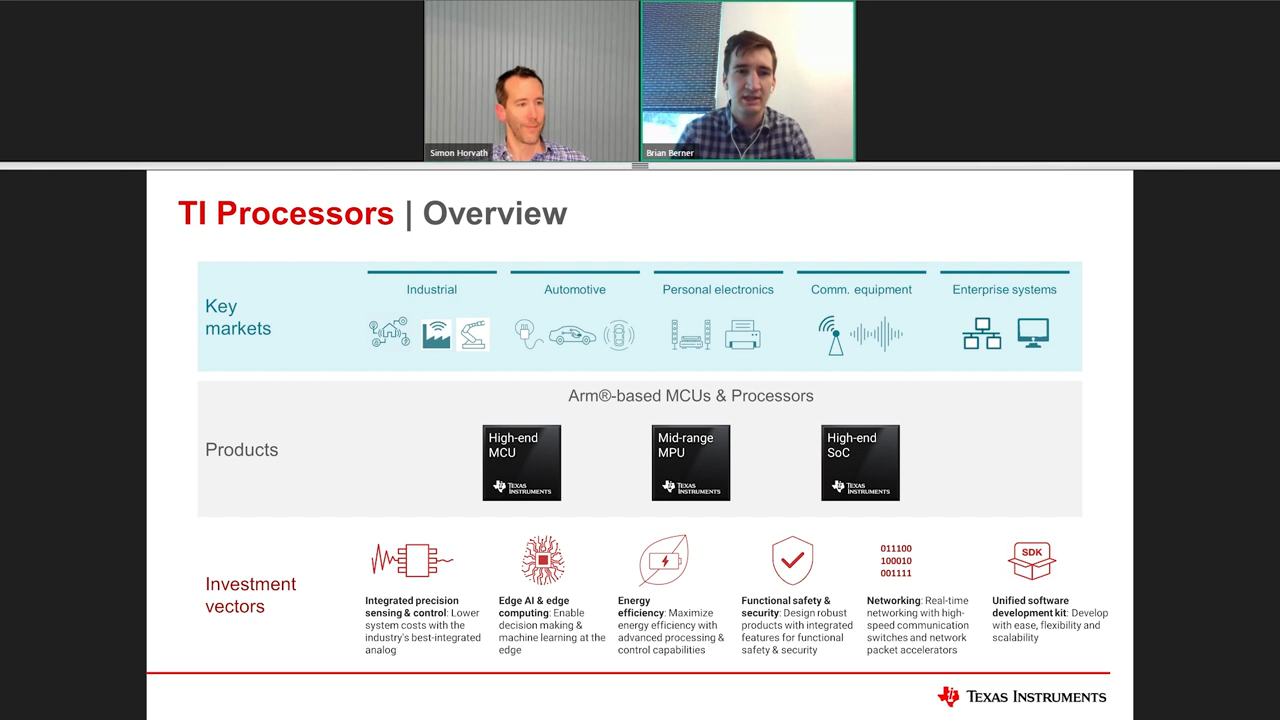 Simon Horvath
Brian Berner
TI Processors | Overview
Key
markets
Industrial
Automotive
Personal electronics
Comm. equipment
Enterprise systems
Arm®-based MCUs & Processors
Products
High-end
MCU
TEXAS
INSTRUMENTS
Mid-range
MPU
TEXAS
INSTRUMENTS
High-end
SoC
TEXAS
INSTRUMENTS
Investment
vectors
Integrated precision
sensing & control: Lower
system costs with the
industry's best-integrated
analog
Edge AI & edge
computing: Enable
decision making &
machine learning at the
edge
Energy
efficiency: Maximize
energy efficiency with
advanced processing &
control capabilities
Functional safety &
security: Design robust
products with integrated
features for functional
safety & security
011100
100010
001111
Networking: Real-time
networking with high-
speed communication
switches and network
packet accelerators
SDK
Unified software
development kit: Develop
with ease, flexibility and
scalability
TEXAS INSTRUMENTS